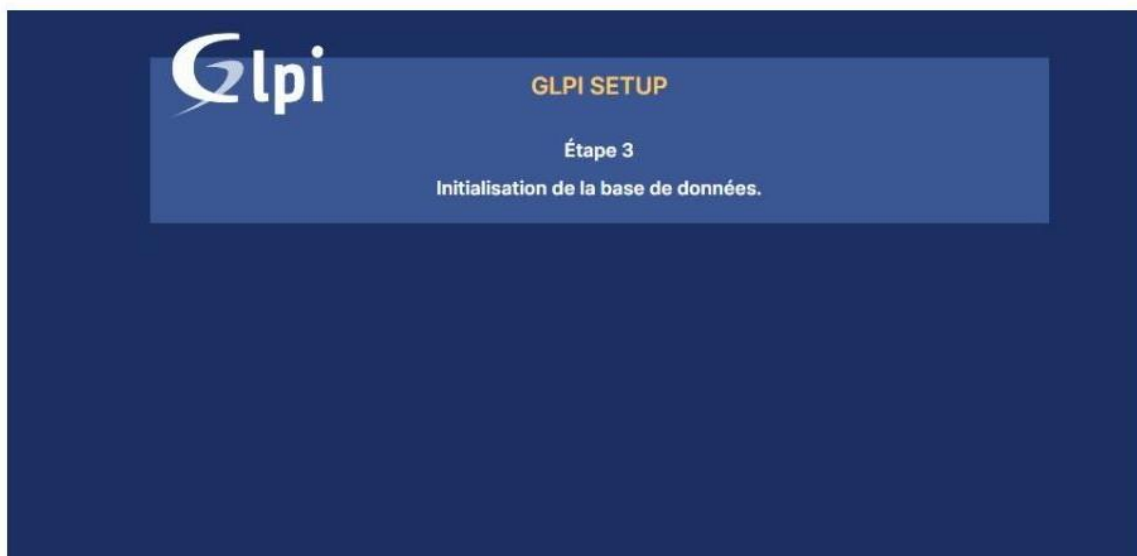 Glpi
GLPI SETUP
Étape 3
Initialisation de la base de données.